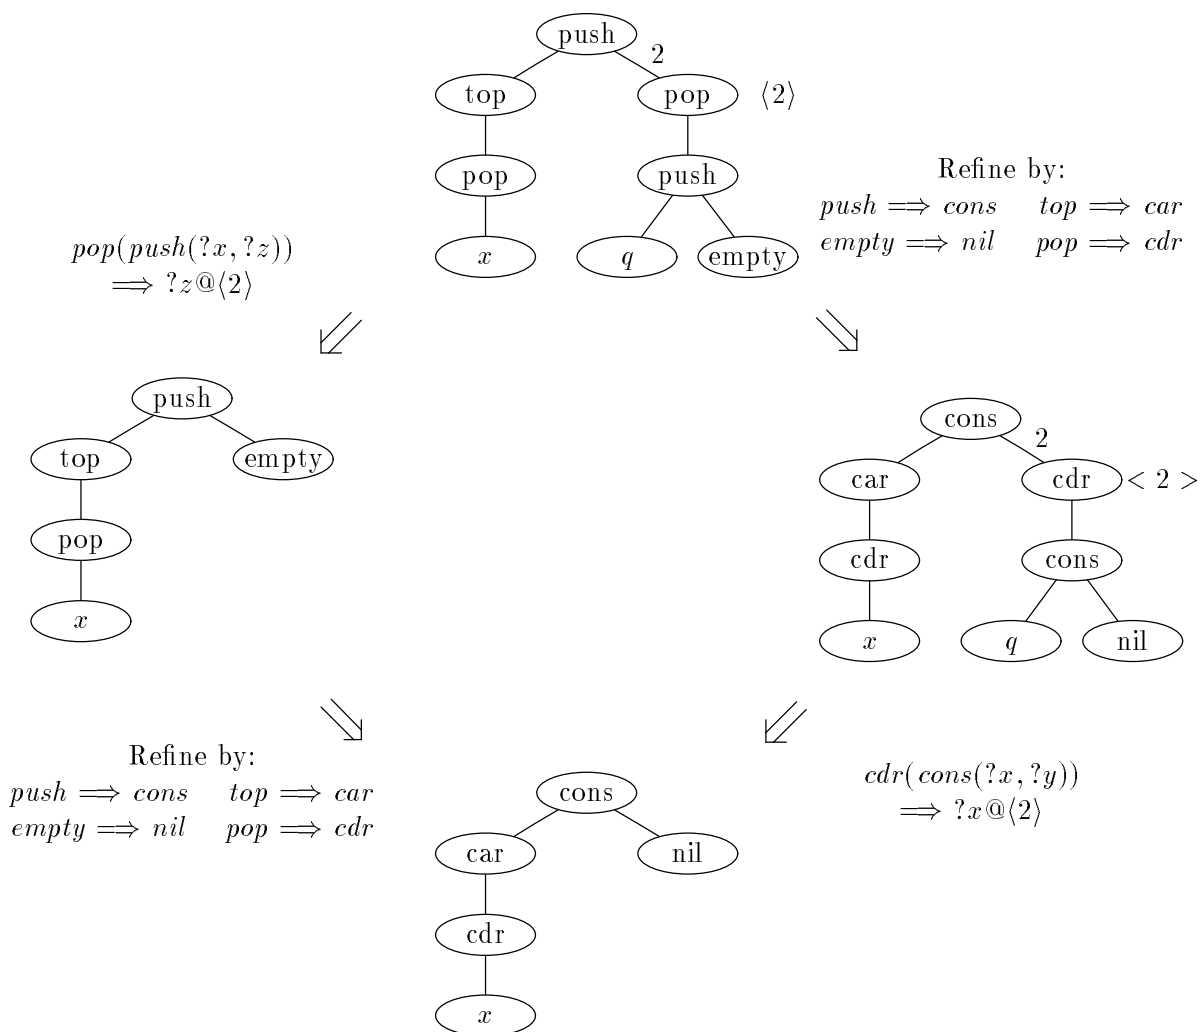 push
2
top pop ⟨2⟩
pop push
x q empty
Refine by:
push ⟹ cons top ⟹ car
empty ⟹ nil pop ⟹ cdr
pop(push(?x, ?z))
⟹ ?z@⟨2⟩
push
top empty
pop
x
cons
2
car cdr < 2 >
cdr cons
x q nil
Refine by:
push ⟹ cons top ⟹ car
empty ⟹ nil pop ⟹ cdr
cdr(cons(?x, ?y))
⟹ ?x@⟨2⟩
cons
car nil
cdr
x